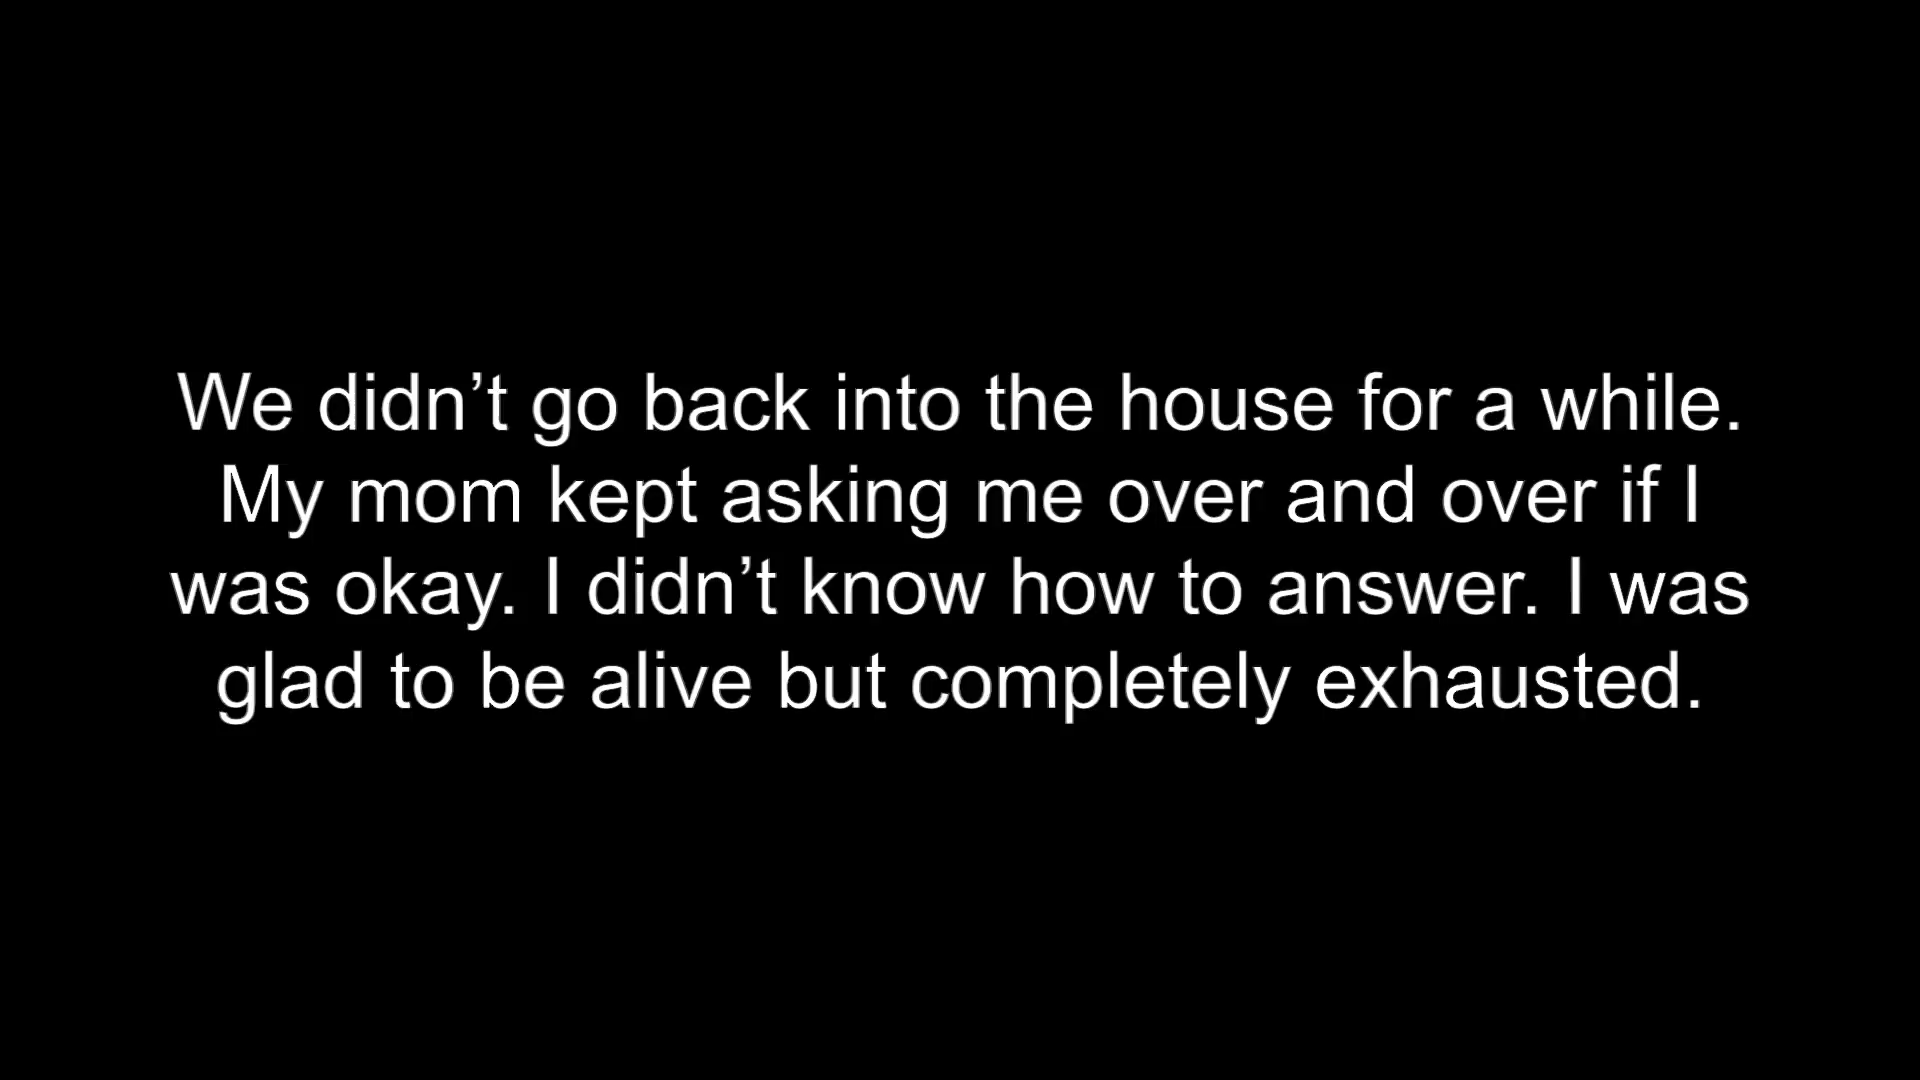 We didn’t go back into the house for a while.
My mom kept asking me over and over if I
was okay. I didn’t know how to answer. I was
glad to be alive but completely exhausted.